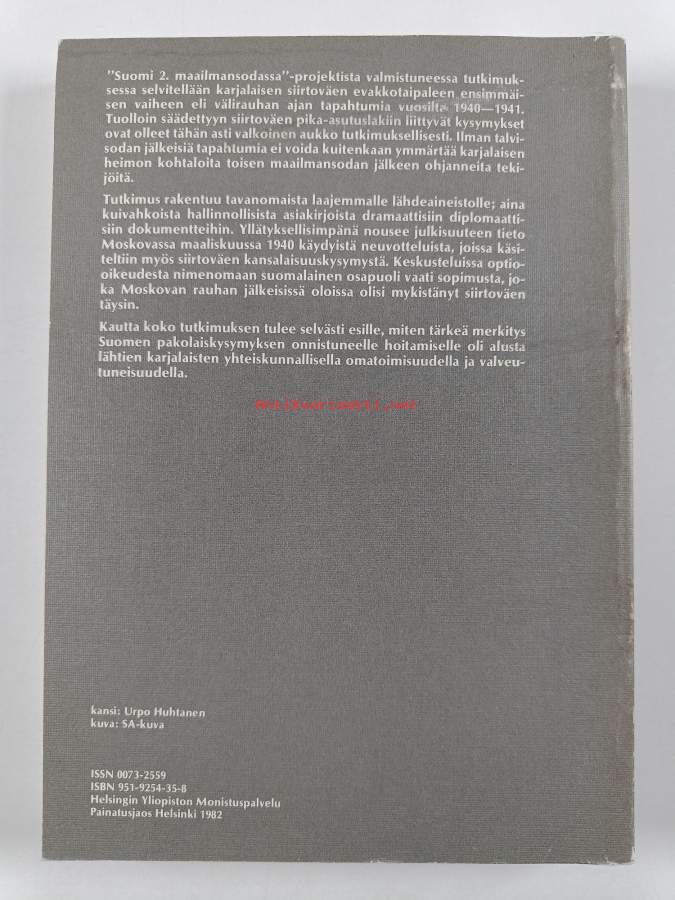 "Suomi 2. maailmansodassa"-projektista valmistuneessa tutkimuk-
sessa selvitellään karjalaisen siirtoväen evakkotaipaleen ensimmäi-
sen vaiheen eli välirauhan ajan tapahtumia vuosilta 1940—1941.
Tuolloin säädettyyn siirtoväen pika-asutuslakiin liittyvät kysymykset
ovat olleet tähän asti valkoinen aukko tutkimuksellisesti. Ilman talvi-
sodan jälkeisiä tapahtumia ei voida kuitenkaan ymmärtää karjalaisen
heimon kohtaloita toisen maailmansodan jälkeen ohjanneita teki-
jöitä.
Tutkimus rakentuu tavanomaista laajemmalle lähdeaineistolle; aina
kuivahkoista hallinnollisista asiakirjoista dramaattisiin diplomaatti-
siin dokumentteihin. Yllätyksellisimpänä nousee julkisuuteen tieto
Moskovassa maaliskuussa 1940 käydyistä neuvotteluista, joissa käsi-
teltiin myös siirtoväen kansalaisuuskysymystä. Keskusteluissa optio-
oikeudesta nimenomaan suomalainen osapuoli vaati sopimusta, jo-
ka Moskovan rauhan jälkeisissä oloissa olisi mykistänyt siirtoväen
täysin.
Kautta koko tutkimuksen tulee selvästi esille, miten tärkeä merkitys
Suomen pakolaiskysymyksen onnistuneelle hoitamiselle oli alusta
lähtien karjalaisten yhteiskunnallisella omatoimisuudella ja valveu-
tuneisuudella.
Antikvariaatti.net
kansi: Urpo Huhtanen
kuva: SA-kuva
ISSN 0073-2559
ISBN 951-9254-35-8
Helsingin Yliopiston Monistuspalvelu
Painatusjaos Helsinki 1982